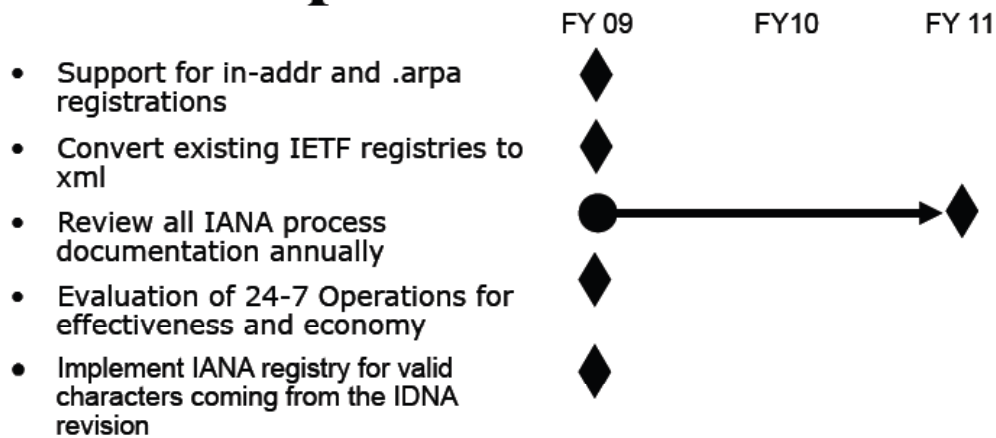 FY 09 FY10 FY 11
• Support for in-addr and .arpa
registrations
• Convert existing IETF registries to
xml
• Review all IANA process
documentation annually
• Evaluation of 24-7 Operations for
effectiveness and economy
• Implement IANA registry for valid
characters coming from the IDNA
revision